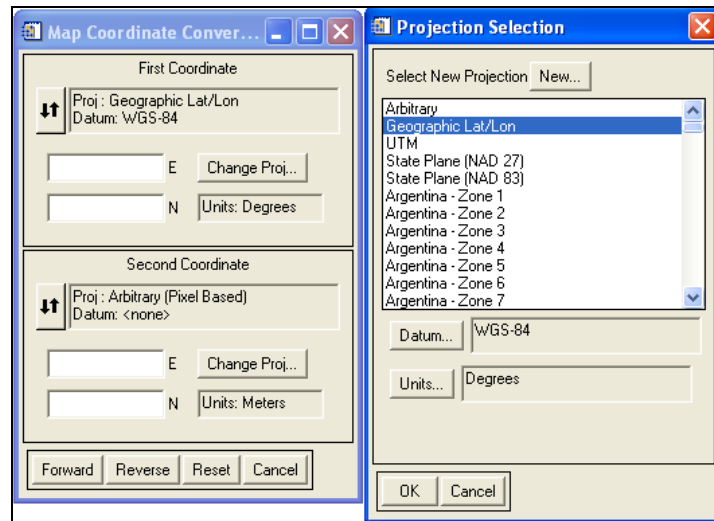 Map Coordinate Conver...
First Coordinate
Proj : Geographic Lat/Lon
Datum: WGS-84
E
Change Proj...
N
Units: Degrees
Second Coordinate
Proj : Arbitrary (Pixel Based)
Datum: <none>
E
Change Proj...
N
Units: Meters
Forward
Reverse
Reset
Cancel
Projection Selection
Select New Projection
New...
Arbitrary
Geographic Lat/Lon
UTM
State Plane (NAD 27)
State Plane (NAD 83)
Argentina - Zone 1
Argentina - Zone 2
Argentina - Zone 3
Argentina - Zone 4
Argentina - Zone 5
Argentina - Zone 6
Argentina - Zone 7
Datum...
WGS-84
Units...
Degrees
OK
Cancel